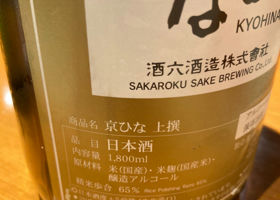 な
KYOHIN
酒六酒造株式會社
SAKAROKU SAKE BREWING Co.,Ltd.
商品名 京ひな 上撰
品目 日本酒
内容量 1,800ml
原材料 米(国産)・米麹(国産米)・
醸造アルコール
精米歩合 65% Rice Polishing Ratio 65%